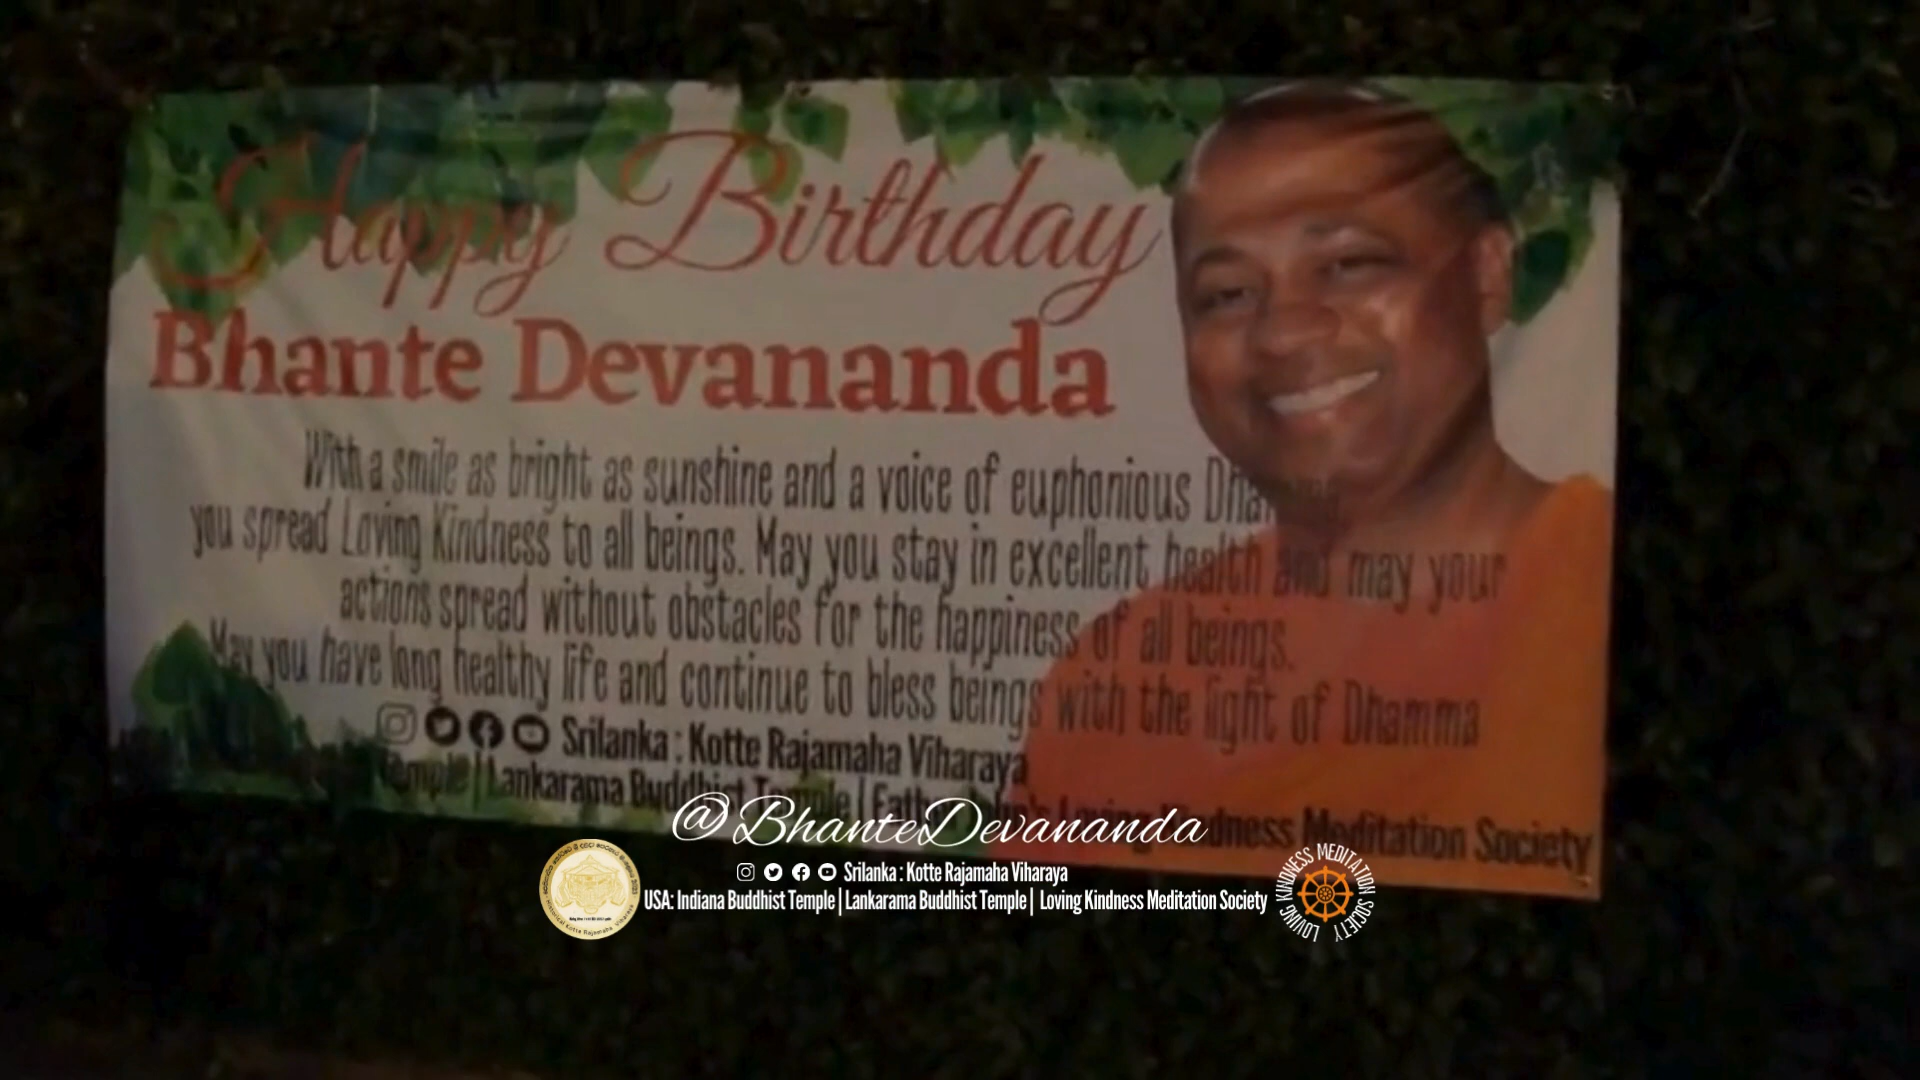 Happy Birthday
Bhante Devananda
With a smile as bright as sunshine and a voice of euphonious
you spread Loving Kindness to all beings. May you stay in excellent health and may your
actions spread without obstacles for the happiness of all beings.
May you have long healthy life and continue to bless beings with the light of Dhamma
Srilanka : Kotte Rajamaha Viharaya
Temple | Lankarama Buddhist Temple | Loving Kindness Meditation Society
@BhanteDevananda
Srilanka : Kotte Rajamaha Viharaya
USA: Indiana Buddhist Temple | Lankarama Buddhist Temple | Loving Kindness Meditation Society
LOVING KINDNESS MEDITATION SOCIETY